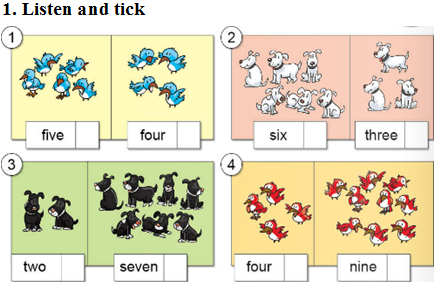 1. Listen and tick
1 2
five four six three
3 4
two seven four nine